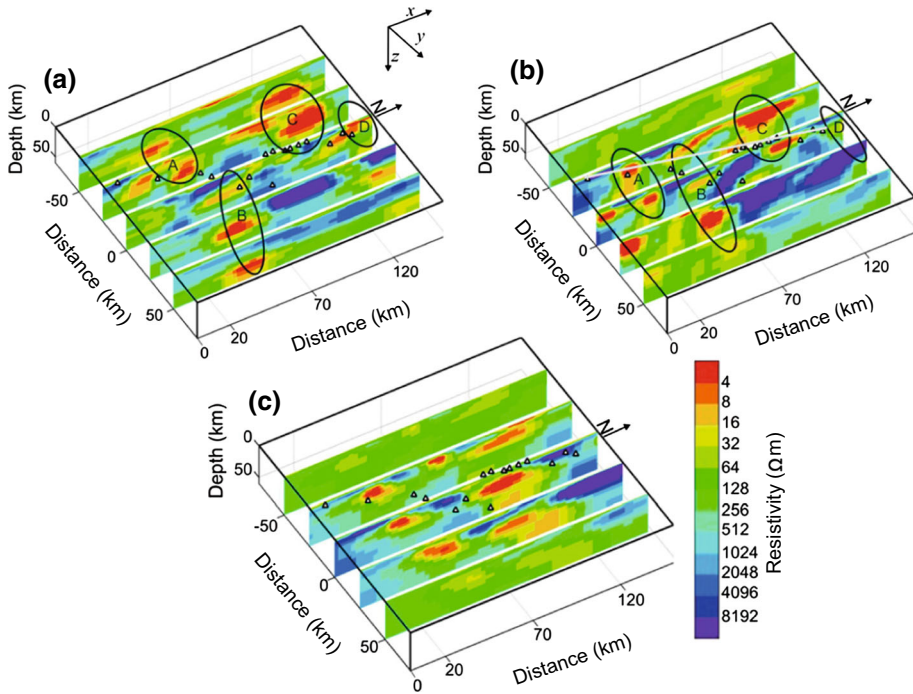 x
y
z
(a)
Depth (km)
0
50
-50
0
50
Distance (km)
0
20
70
120
Distance (km)
N
A
B
C
D
(b)
Depth (km)
0
50
-50
0
50
Distance (km)
0
20
70
120
Distance (km)
N
A
B
C
D
(c)
Depth (km)
0
50
-50
0
50
Distance (km)
0
20
70
120
Distance (km)
N
4
8
16
32
64
128
256
512
1024
2048
4096
8192
Resistivity (Ωm)